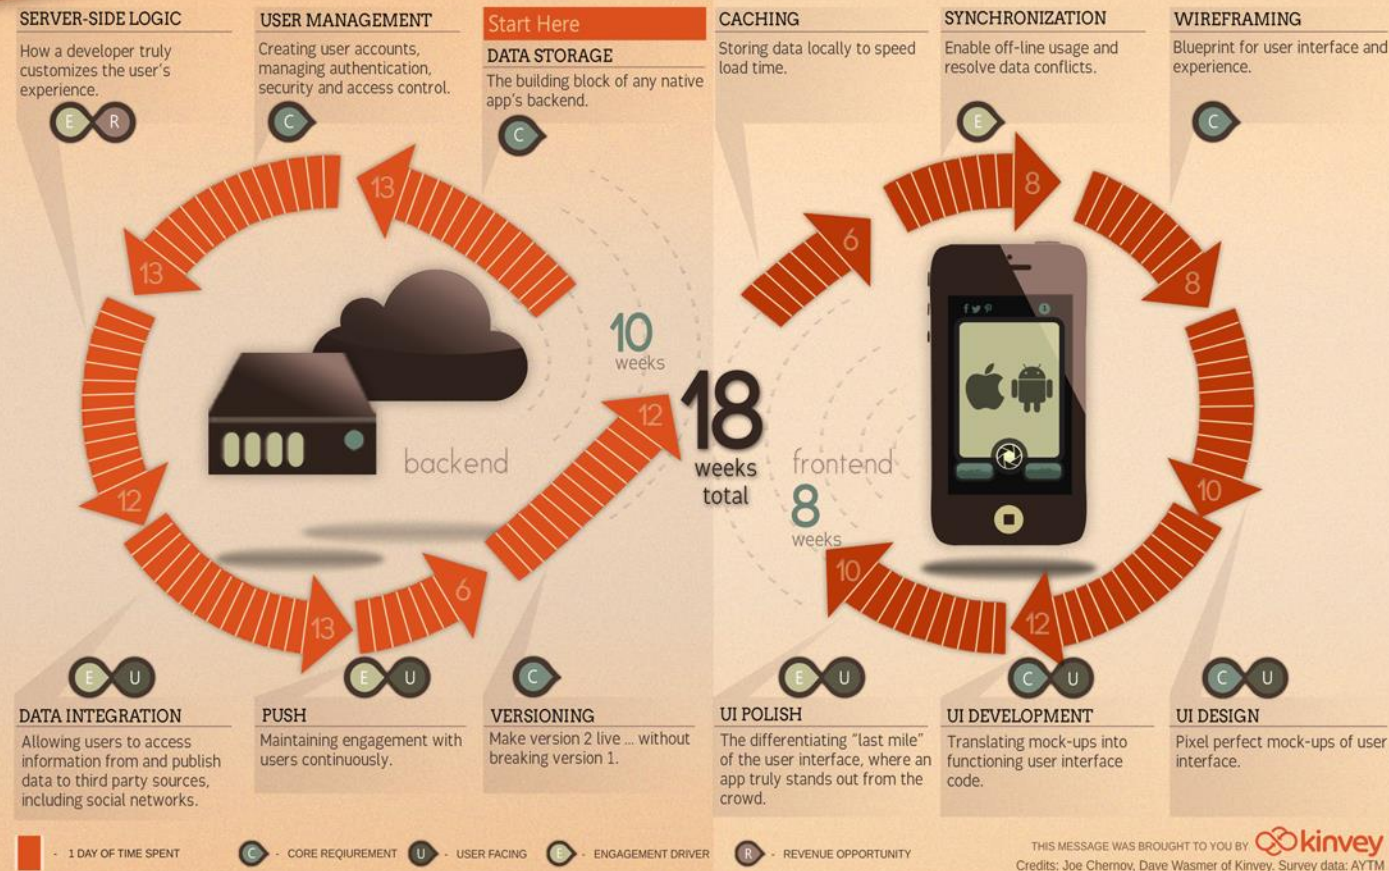 SERVER-SIDE LOGIC
How a developer truly
customizes the user's
experience.
E R
USER MANAGEMENT
Creating user accounts,
managing authentication,
security and access control.
C
Start Here
DATA STORAGE
The building block of any native
app's backend.
C
CACHING
Storing data locally to speed
load time.
SYNCHRONIZATION
Enable off-line usage and
resolve data conflicts.
E
WIREFRAMING
Blueprint for user interface and
experience.
C
13
13
12
13
6
12
10
weeks
backend
18
weeks
total
frontend
8
weeks
6
8
8
10
12
10
E U
DATA INTEGRATION
Allowing users to access
information from and publish
data to third party sources,
including social networks.
E U
PUSH
Maintaining engagement with
users continuously.
C
VERSIONING
Make version 2 live ... without
breaking version 1.
E U
UI POLISH
The differentiating "last mile"
of the user interface, where an
app truly stands out from the
crowd.
C U
UI DEVELOPMENT
Translating mock-ups into
functioning user interface
code.
C U
UI DESIGN
Pixel perfect mock-ups of user
interface.
- 1 DAY OF TIME SPENT
C - CORE REQIUREMENT U - USER FACING E - ENGAGEMENT DRIVER R - REVENUE OPPORTUNITY
THIS MESSAGE WAS BROUGHT TO YOU BY kinvey
Credits: Joe Chernov, Dave Wasmer of Kinvey. Survey data: AYTM